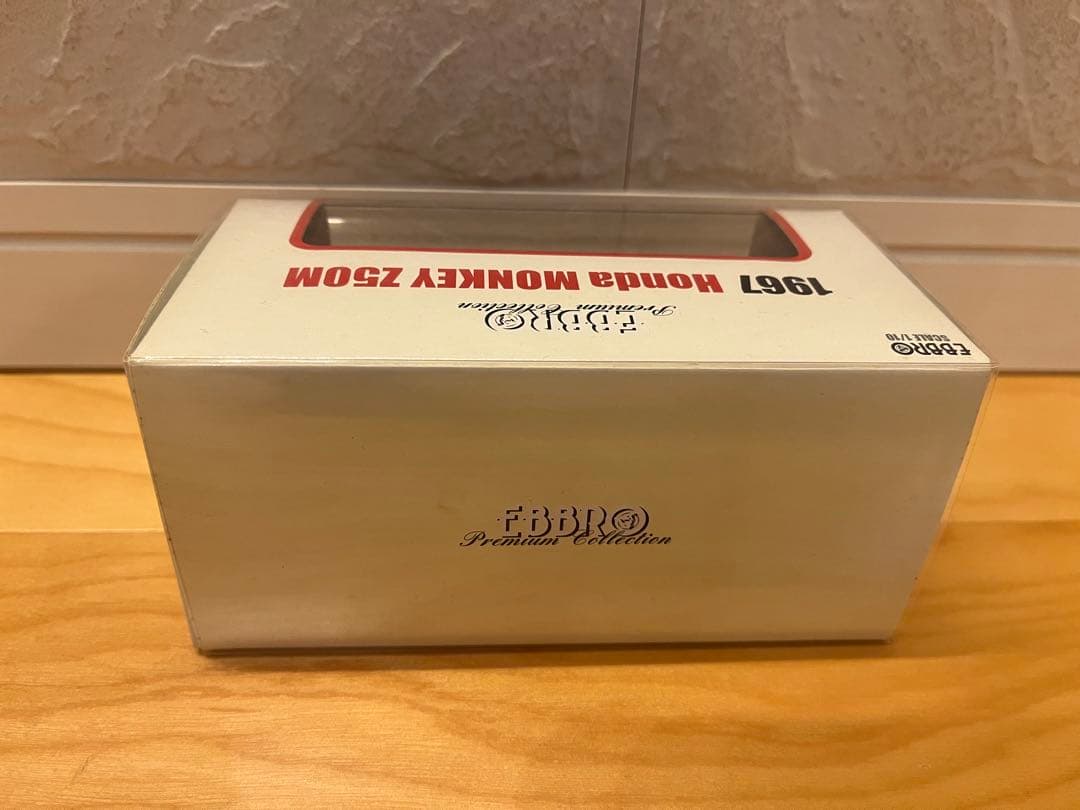 1967 Honda MONKEY Z50M
EBBRO
Premium Collection
EBBRO
SCALE 1/10
EBBRO
Premium Collection